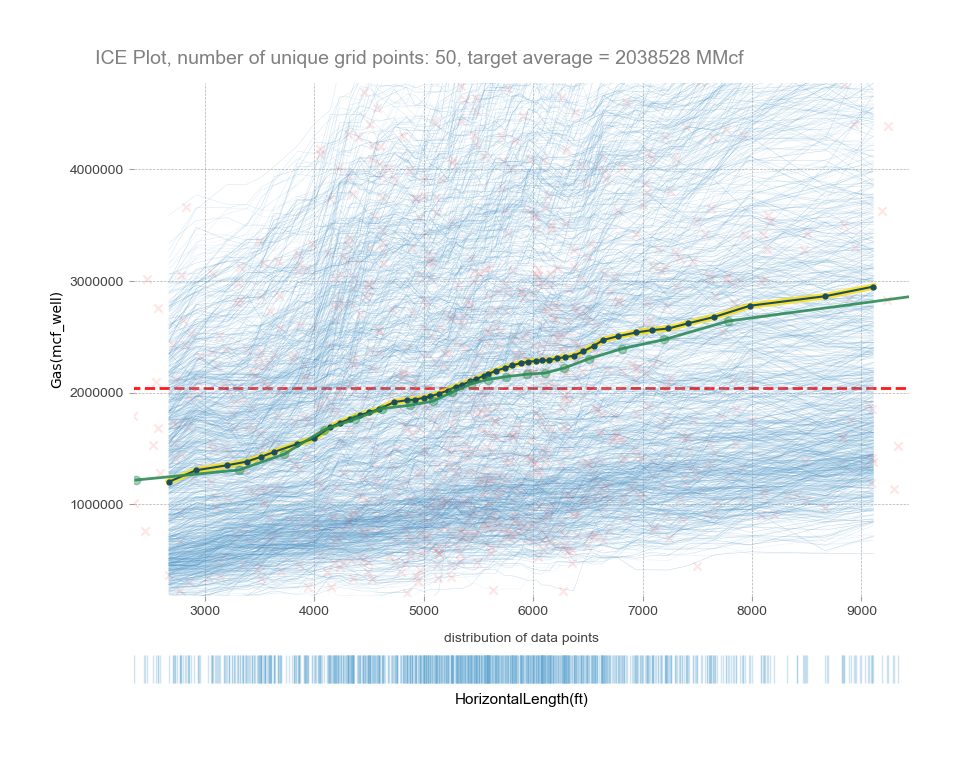 ICE Plot, number of unique grid points: 50, target average = 2038528 MMcf
Gas(mcf_well)
4000000
3000000
2000000
1000000
3000 4000 5000 6000 7000 8000 9000
distribution of data points
HorizontalLength(ft)